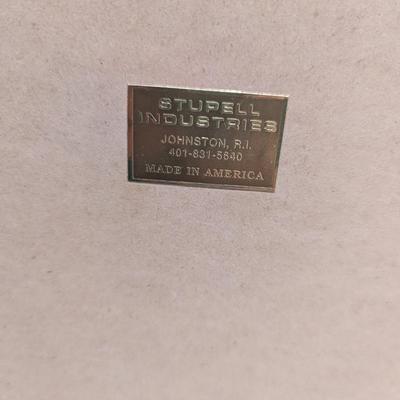 STUPELL
INDUSTRIES
JOHNSTON, R.I.
401-831-5640
MADE IN AMERICA